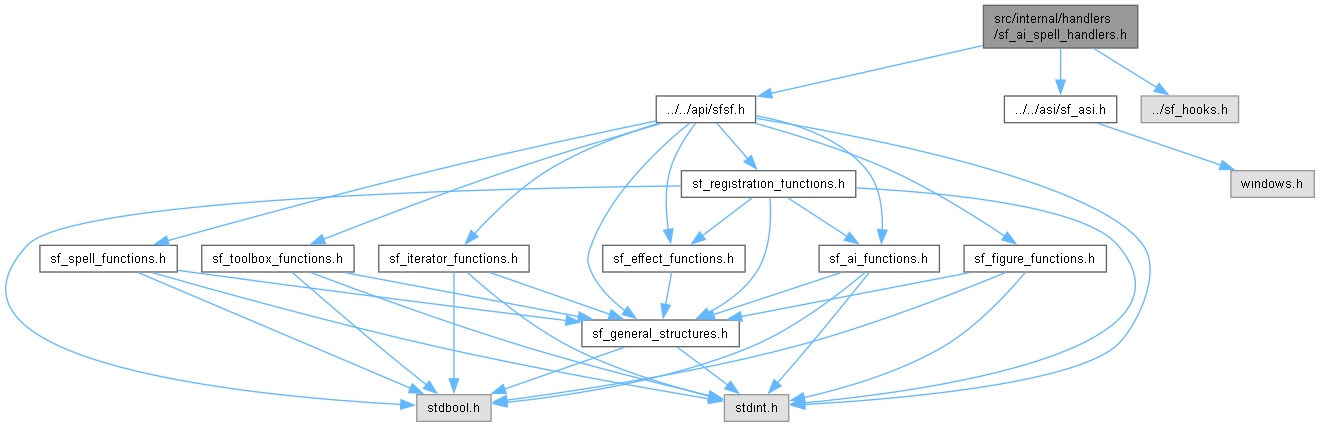 src/internal/handlers
/sf_ai_spell_handlers.h
../../api/sfsf.h
../../asi/sf_asi.h
../sf_hooks.h
sf_registration_functions.h
windows.h
sf_spell_functions.h
sf_toolbox_functions.h
sf_iterator_functions.h
sf_effect_functions.h
sf_ai_functions.h
sf_figure_functions.h
sf_general_structures.h
stdbool.h
stdint.h